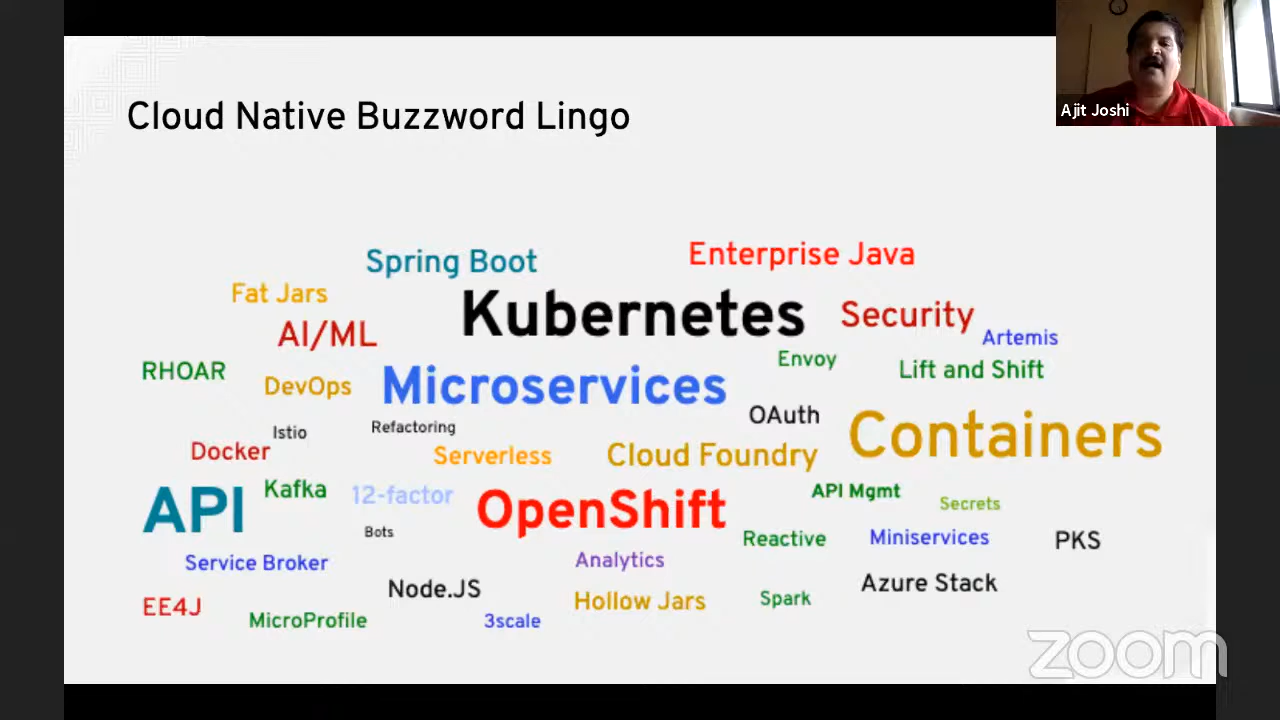 Ajit Joshi
Cloud Native Buzzword Lingo
Spring Boot
Enterprise Java
Fat Jars
Kubernetes
Security
AI/ML
Artemis
RHOAR
DevOps
Microservices
Envoy
Lift and Shift
OAuth
Containers
Istio
Refactoring
Docker
Serverless
Cloud Foundry
API
Kafka
12-factor
OpenShift
API Mgmt
Secrets
Bots
Reactive
Miniservices
PKS
Service Broker
Analytics
Node.JS
Azure Stack
EE4J
MicroProfile
3scale
Hollow Jars
Spark
zoom